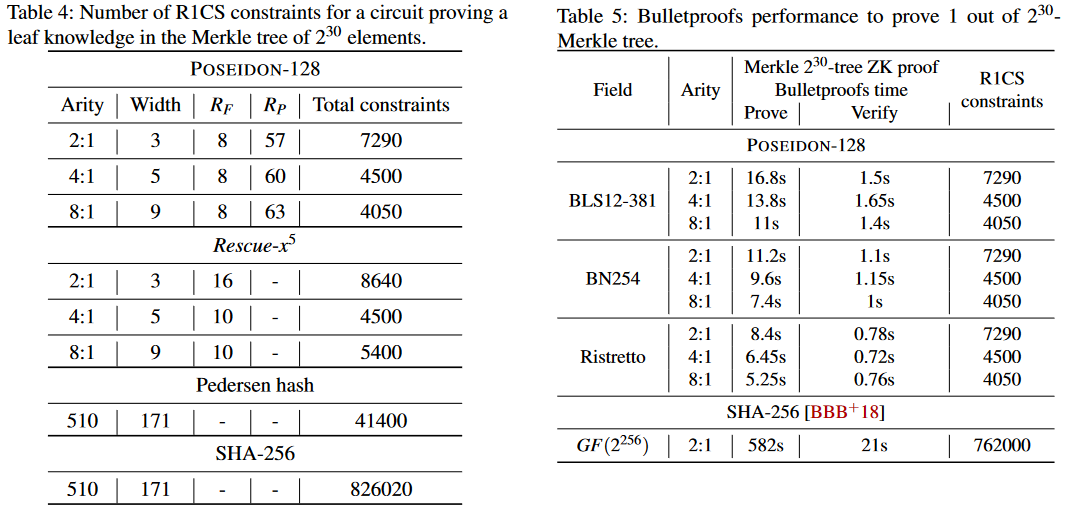 Table 4: Number of R1CS constraints for a circuit proving a
leaf knowledge in the Merkle tree of 2^30 elements.
POSEIDON-128
Arity | Width | R_F | R_P | Total constraints
2:1 | 3 | 8 | 57 | 7290
4:1 | 5 | 8 | 60 | 4500
8:1 | 9 | 8 | 63 | 4050
Rescue-x^5
2:1 | 3 | 16 | - | 8640
4:1 | 5 | 10 | - | 4500
8:1 | 9 | 10 | - | 5400
Pedersen hash
510 | 171 | - | - | 41400
SHA-256
510 | 171 | - | - | 826020
Table 5: Bulletproofs performance to prove 1 out of 2^30-
Merkle tree.
Field | Arity | Merkle 2^30-tree ZK proof | R1CS
Bulletproofs time | constraints
Prove | Verify
POSEIDON-128
2:1 | 16.8s | 1.5s | 7290
BLS12-381 | 4:1 | 13.8s | 1.65s | 4500
8:1 | 11s | 1.4s | 4050
2:1 | 11.2s | 1.1s | 7290
BN254 | 4:1 | 9.6s | 1.15s | 4500
8:1 | 7.4s | 1s | 4050
2:1 | 8.4s | 0.78s | 7290
Ristretto | 4:1 | 6.45s | 0.72s | 4500
8:1 | 5.25s | 0.76s | 4050
SHA-256 [BBB+18]
GF(2^256) | 2:1 | 582s | 21s | 762000